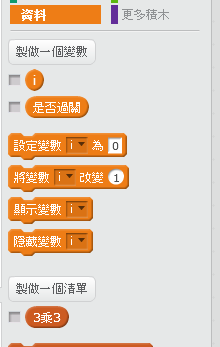 資料 更多積木
製做一個變數
i
是否過關
設定變數 i 為 0
將變數 i 改變 1
顯示變數 i
隱藏變數 i
製做一個清單
3乘3